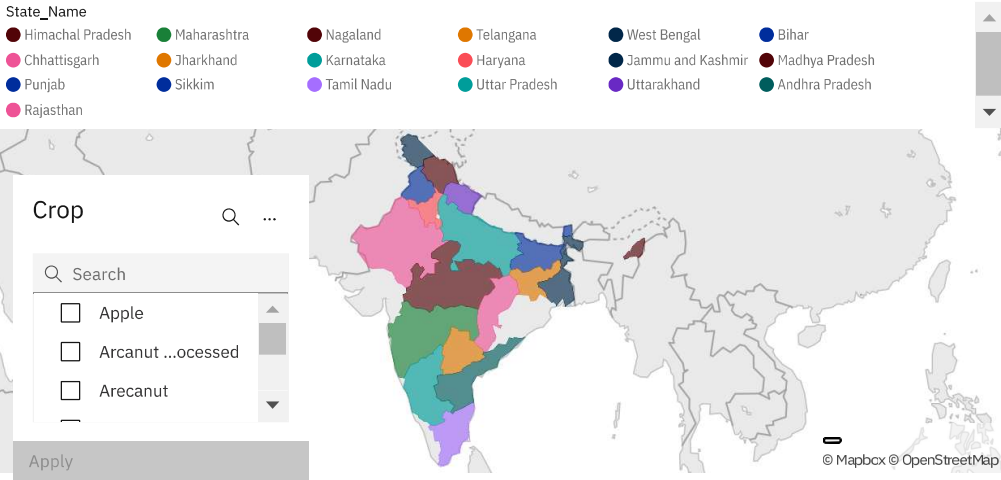 State_Name
Himachal Pradesh Maharashtra Nagaland Telangana West Bengal Bihar
Chhattisgarh Jharkhand Karnataka Haryana Jammu and Kashmir Madhya Pradesh
Punjab Sikkim Tamil Nadu Uttar Pradesh Uttarakhand Andhra Pradesh
Rajasthan
Crop
...
Search
Apple
Arcanut ...ocessed
Arecanut
Apply
© Mapbox © OpenStreetMap